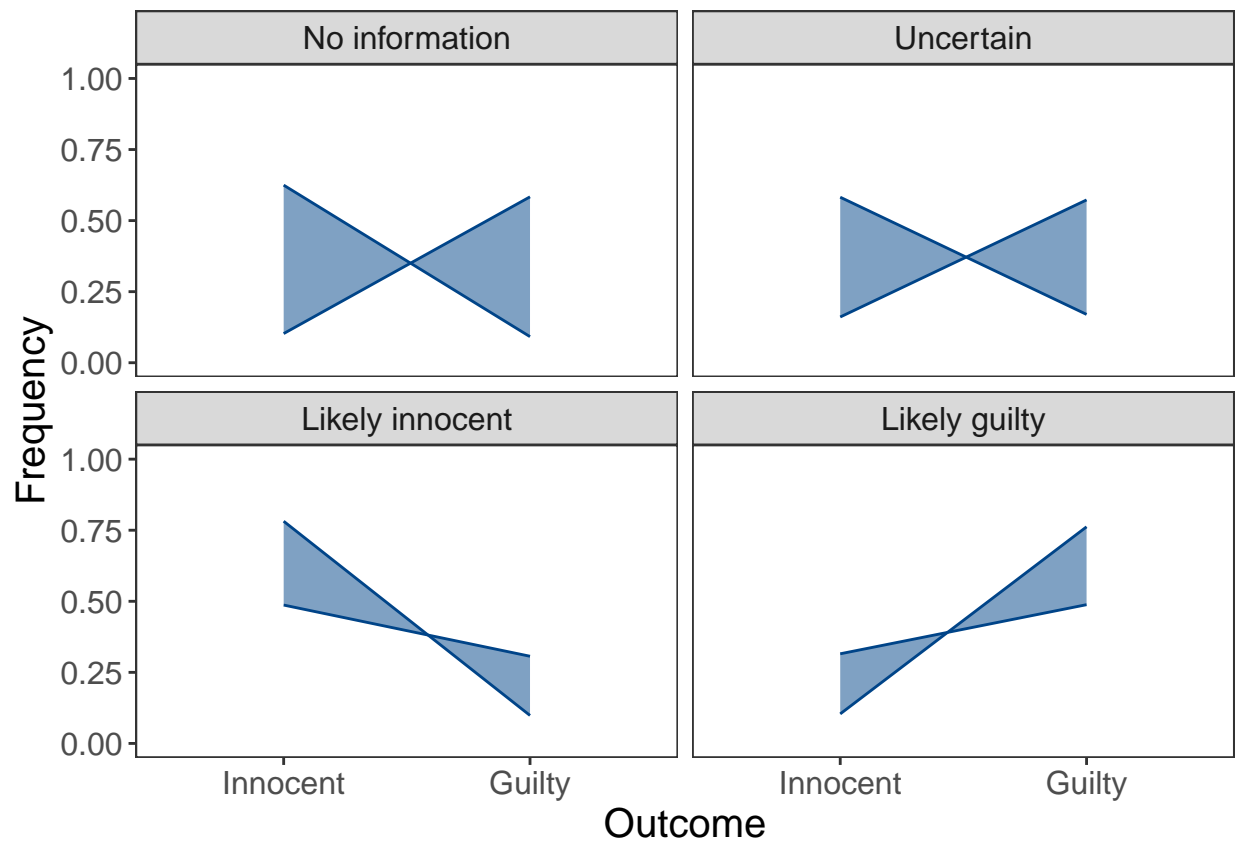 No information
Uncertain
1.00
0.75
0.50
0.25
0.00
Likely innocent
Likely guilty
1.00
0.75
0.50
0.25
0.00
Frequency
Innocent
Guilty
Innocent
Guilty
Outcome